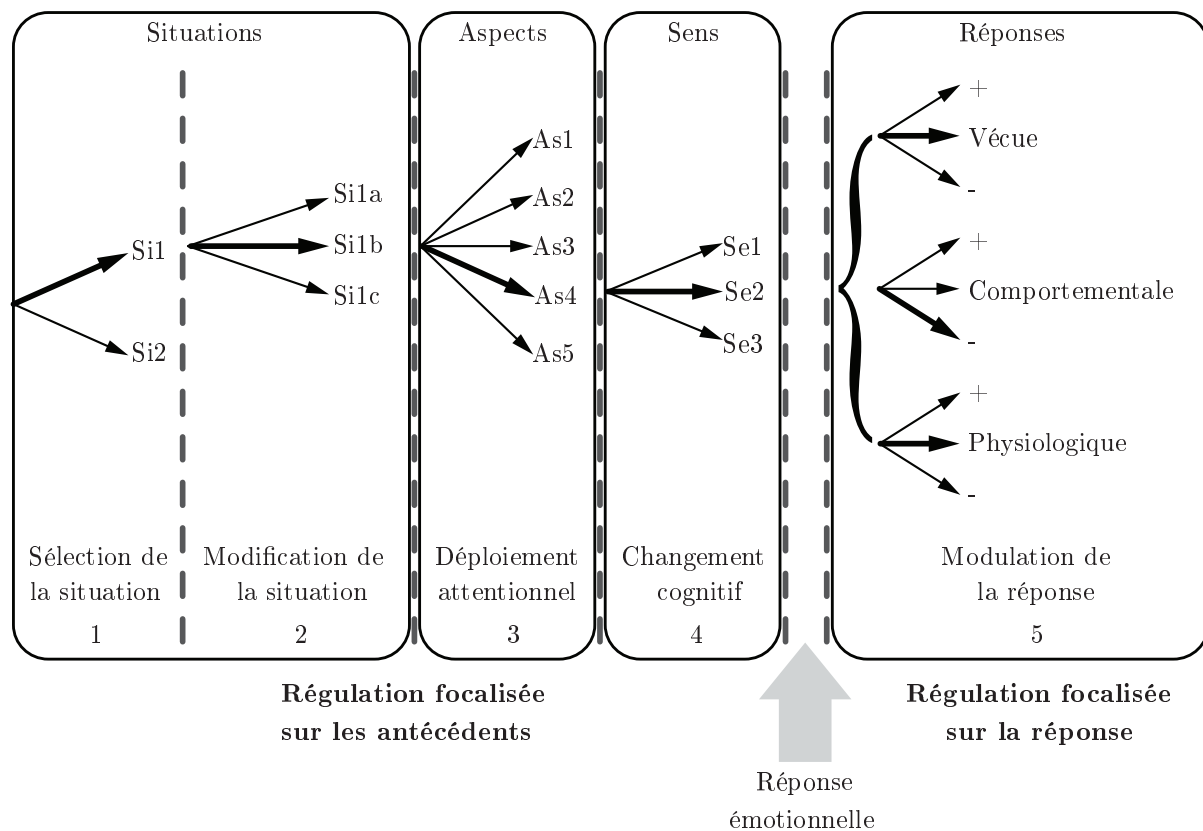 Situations
Si1
Si2
Si1a
Si1b
Si1c
Sélection de
la situation
1
Modification de
la situation
2
Aspects
As1
As2
As3
As4
As5
Déploiement
attentionnel
3
Sens
Se1
Se2
Se3
Changement
cognitif
4
Réponses
+
Vécue
-
+
Comportementale
-
+
Physiologique
-
Modulation de
la réponse
5
Régulation focalisée
sur les antécédents
Réponse
émotionnelle
Régulation focalisée
sur la réponse